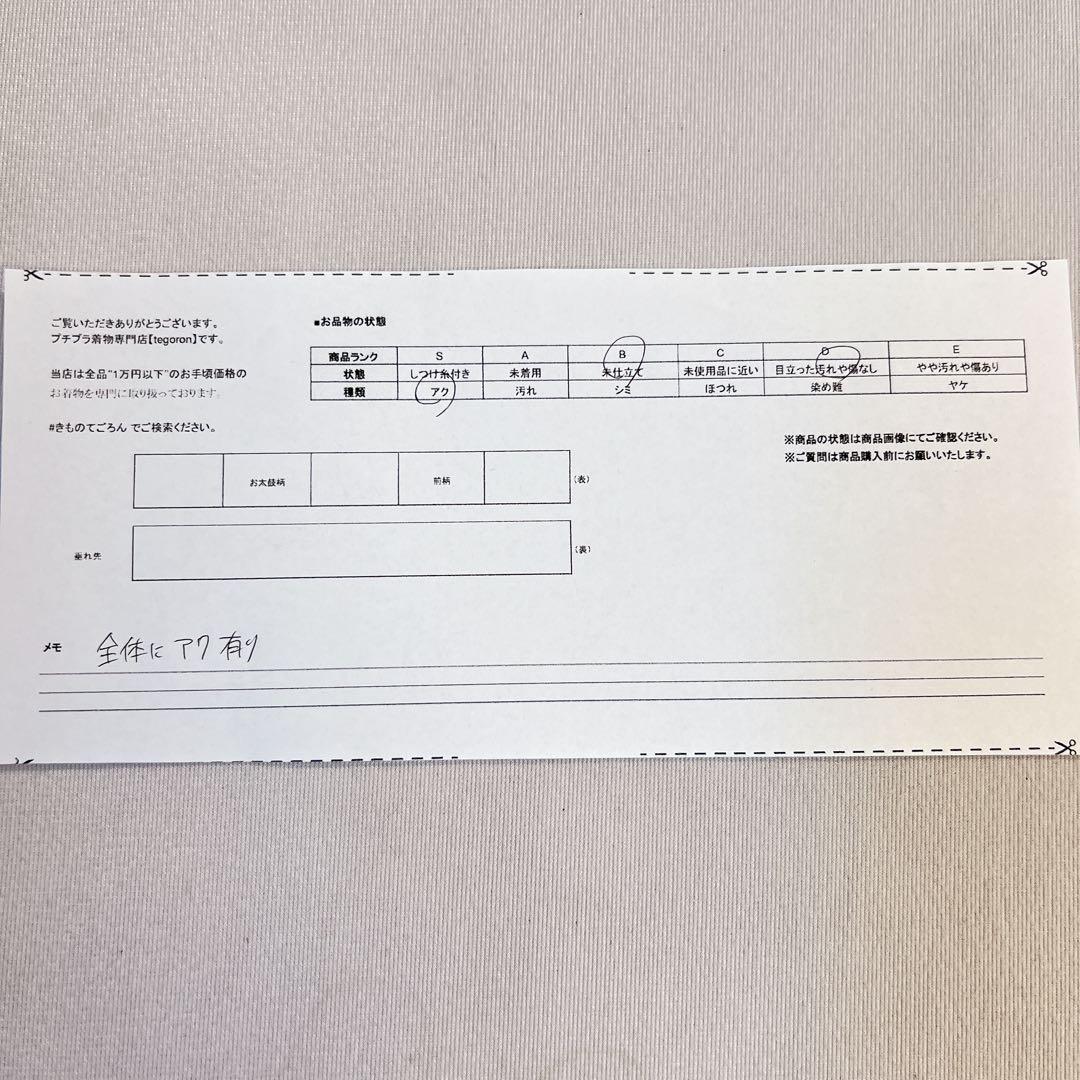 ご覧いただきありがとうございます。
プチプラ着物専門店【tegoron】です。
当店は全品"1万円以下"のお手頃価格の
お着物を専門に取り扱っております。
#きものてごろん でご検索ください。
■お品物の状態
商品ランク S A B C D E
状態 しつけ糸付き 未着用 未仕立て 未使用品に近い 目立った汚れや傷なし やや汚れや傷あり
種類 アク 汚れ シミ ほつれ 染め難 ヤケ
※商品の状態は商品画像にてご確認ください。
※ご質問は商品購入前にお願いいたします。
お太鼓柄 前柄 (表)
垂れ先 (裏)
メモ 全体にアク有り